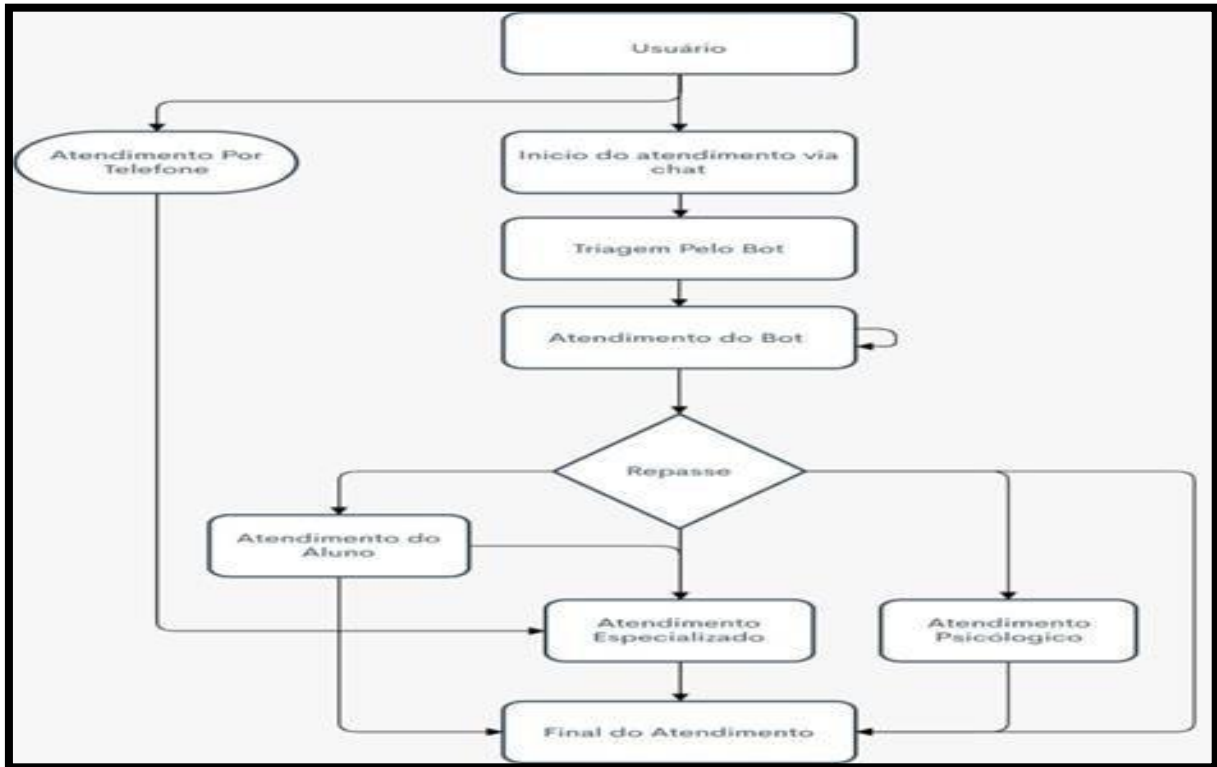 Usuário
Atendimento Por
Telefone
Inicio do atendimento via
chat
Triagem Pelo Bot
Atendimento do Bot
Repasse
Atendimento do
Aluno
Atendimento
Especializado
Atendimento
Psicólogico
Final do Atendimento